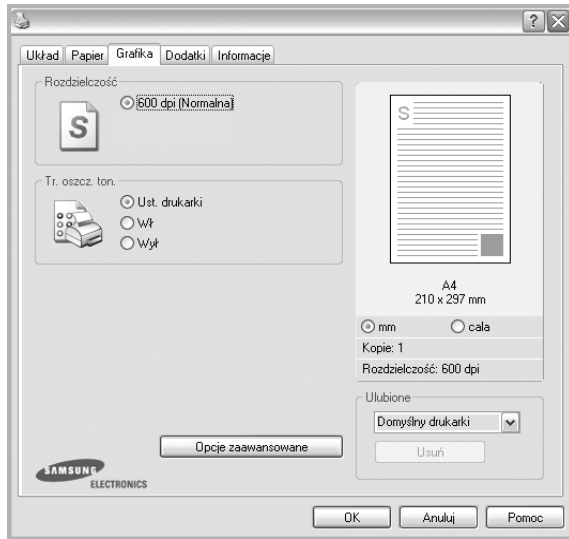 Układ Papier Grafika Dodatki Informacje
Rozdzielczość
600 dpi (Normalna)
S
Tr. oszcz. ton.
Ust. drukarki
Wł
Wył
S
A4
210 x 297 mm
mm cala
Kopie: 1
Rozdzielczość: 600 dpi
Ulubione
Domyślny drukarki
Usuń
Opcje zaawansowane
SAMSUNG
ELECTRONICS
OK Anuluj Pomoc